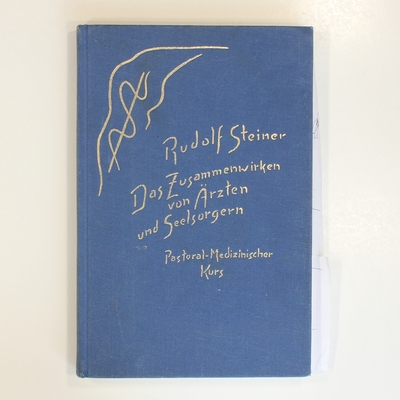 Rudolf Steiner
Das Zusammenwirken
von Ärzten
und Seelsorgern
Pastoral-Medizinischer
Kurs